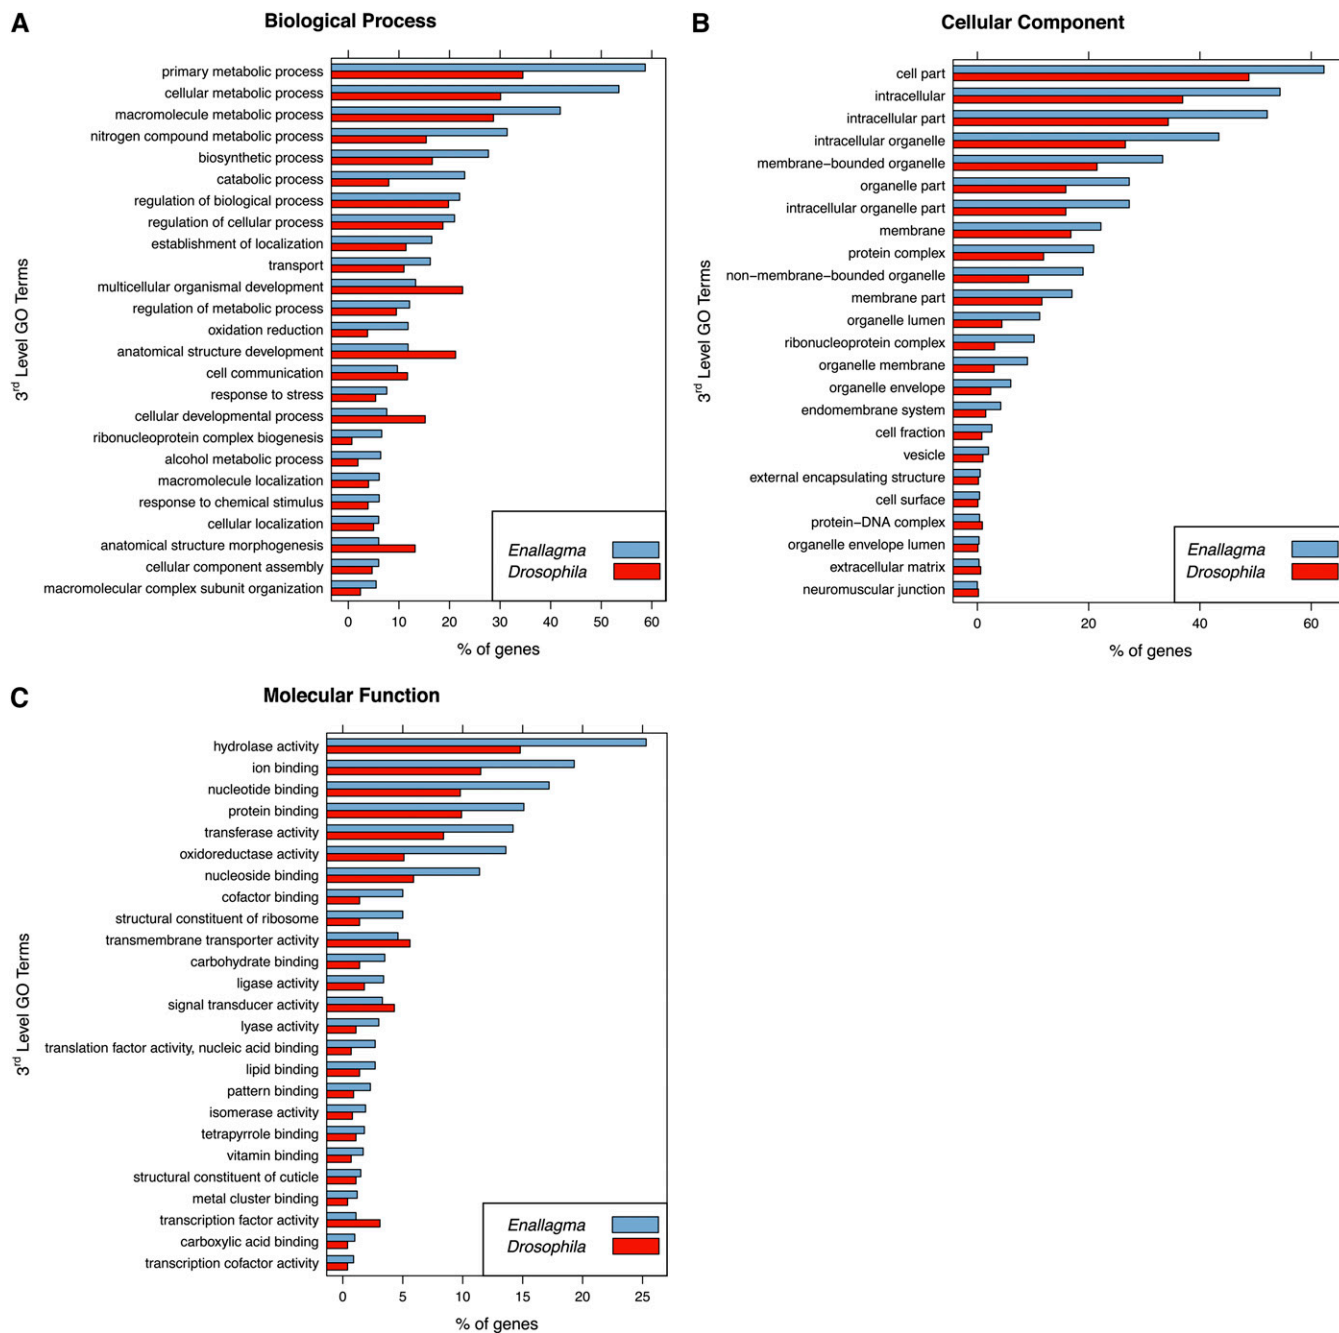 A
Biological Process
3rd Level GO Terms
primary metabolic process
cellular metabolic process
macromolecule metabolic process
nitrogen compound metabolic process
biosynthetic process
catabolic process
regulation of biological process
regulation of cellular process
establishment of localization
transport
multicellular organismal development
regulation of metabolic process
oxidation reduction
anatomical structure development
cell communication
response to stress
cellular developmental process
ribonucleoprotein complex biogenesis
alcohol metabolic process
macromolecule localization
response to chemical stimulus
cellular localization
anatomical structure morphogenesis
cellular component assembly
macromolecular complex subunit organization
Enallagma
Drosophila
0 10 20 30 40 50 60
% of genes
B
Cellular Component
3rd Level GO Terms
cell part
intracellular
intracellular part
intracellular organelle
membrane−bounded organelle
organelle part
intracellular organelle part
membrane
protein complex
non−membrane−bounded organelle
membrane part
organelle lumen
ribonucleoprotein complex
organelle membrane
organelle envelope
endomembrane system
cell fraction
vesicle
external encapsulating structure
cell surface
protein−DNA complex
organelle envelope lumen
extracellular matrix
neuromuscular junction
Enallagma
Drosophila
0 20 40 60
% of genes
C
Molecular Function
3rd Level GO Terms
hydrolase activity
ion binding
nucleotide binding
protein binding
transferase activity
oxidoreductase activity
nucleoside binding
cofactor binding
structural constituent of ribosome
transmembrane transporter activity
carbohydrate binding
ligase activity
signal transducer activity
lyase activity
translation factor activity, nucleic acid binding
lipid binding
pattern binding
isomerase activity
tetrapyrrole binding
vitamin binding
structural constituent of cuticle
metal cluster binding
transcription factor activity
carboxylic acid binding
transcription cofactor activity
Enallagma
Drosophila
0 5 10 15 20 25
% of genes